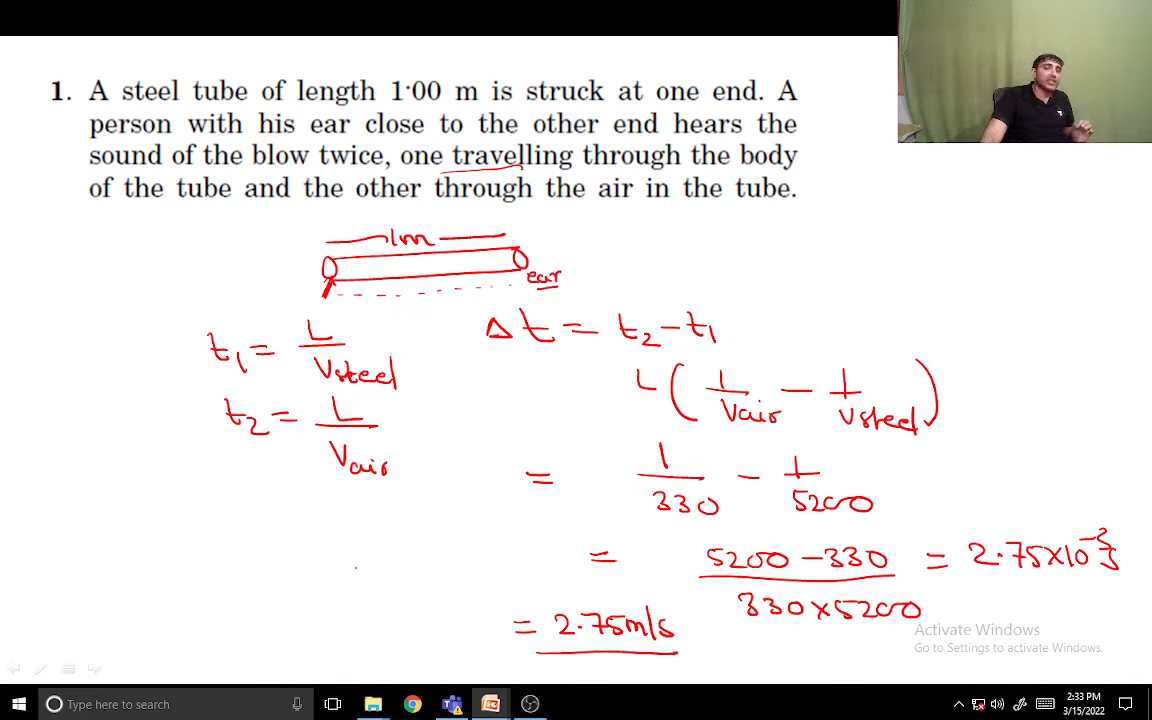 1. A steel tube of length 1·00 m is struck at one end. A
person with his ear close to the other end hears the
sound of the blow twice, one travelling through the body
of the tube and the other through the air in the tube.
1m
ear
t1 = L / Vsteel
Δt = t2 - t1
t2 = L / Vair
L ( 1 / Vair - 1 / Vsteel )
= 1 / 330 - 1 / 5200
= 5200 - 330 / 330 x 5200 = 2.75 x 10^-3 s
= 2.75 m/s
Activate Windows
Go to Settings to activate Windows.
Type here to search
2:33 PM
3/15/2022